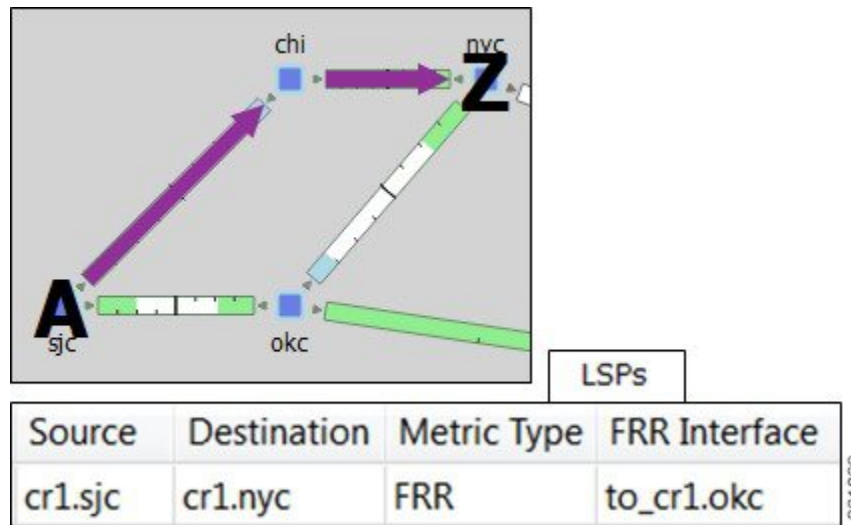 chi
nyc
Z
A
sjc
okc
LSPs
Source Destination Metric Type FRR Interface
cr1.sjc cr1.nyc FRR to_cr1.okc